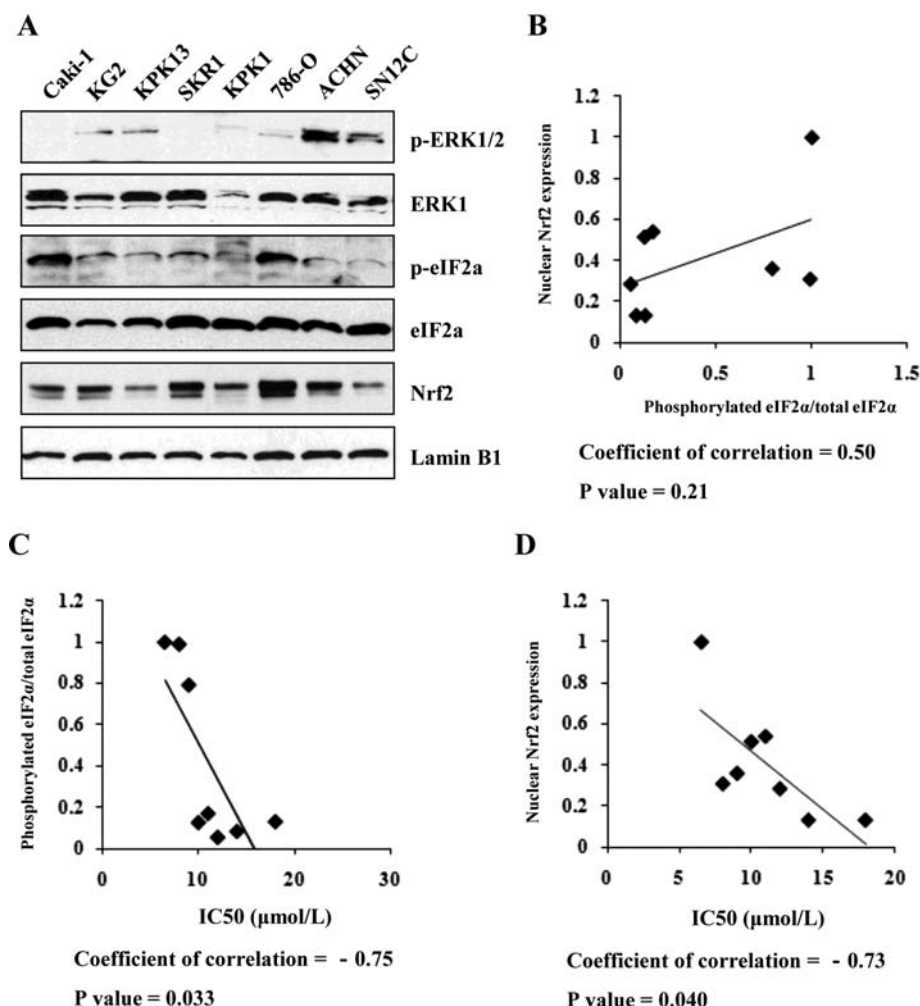 A
Caki-1 KG2 KPK13 SKR1 KPK1 786-O ACHN SN12C
p-ERK1/2
ERK1
p-eIF2a
eIF2a
Nrf2
Lamin B1
B
Nuclear Nrf2 expression
1.2
1
0.8
0.6
0.4
0.2
0
0 0.5 1 1.5
Phosphorylated eIF2α/total eIF2α
Coefficient of correlation = 0.50
P value = 0.21
C
Phosphorylated eIF2α/total eIF2α
1.2
1
0.8
0.6
0.4
0.2
0
0 10 20 30
IC50 (μmol/L)
Coefficient of correlation = - 0.75
P value = 0.033
D
Nuclear Nrf2 expression
1.2
1
0.8
0.6
0.4
0.2
0
0 5 10 15 20
IC50 (μmol/L)
Coefficient of correlation = - 0.73
P value = 0.040